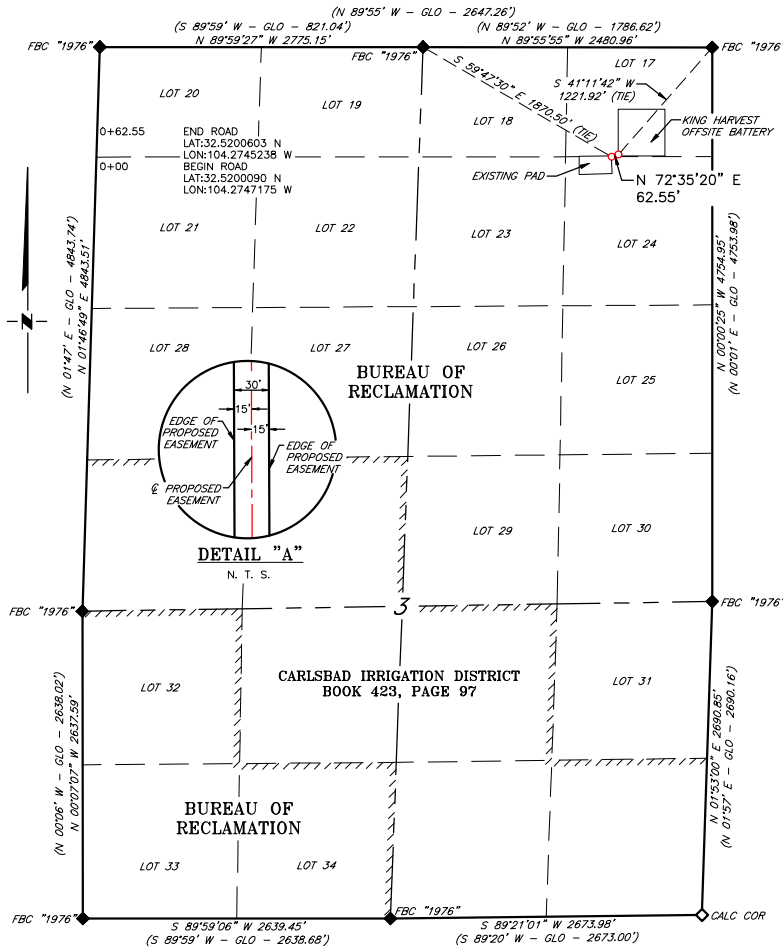 (N 89°55' W - GLO - 2647.26')
(S 89°59' W - GLO - 821.04')
(N 89°52' W - GLO - 1786.62')
N 89°59'27" W 2775.15'
N 89°55'55" W 2480.96'
FBC "1976"
FBC "1976"
FBC "1976"
LOT 17
LOT 20
LOT 19
LOT 18
S 59°47'30" E 1870.50' (TIE)
S 41°11'42" W
1221.92' (TIE)
KING HARVEST
OFFSITE BATTERY
0+62.55 END ROAD
LAT:32.5200603 N
LON:104.2745238 W
0+00 BEGIN ROAD
LAT:32.5200090 N
LON:104.2747175 W
EXISTING PAD
N 72°35'20" E
62.55'
LOT 21
LOT 22
LOT 23
LOT 24
N
(N 01°47' E - GLO - 4843.74')
N 01°46'49" E 4843.51'
N 00°00'25" W 4754.95'
(N 00°01' E - GLO - 4753.98')
LOT 28
LOT 27
LOT 26
LOT 25
BUREAU OF
RECLAMATION
30'
15'
15'
EDGE OF
PROPOSED
EASEMENT
EDGE OF
PROPOSED
EASEMENT
℄ PROPOSED
EASEMENT
DETAIL "A"
N. T. S.
LOT 29
LOT 30
FBC "1976"
3
FBC "1976"
LOT 32
CARLSBAD IRRIGATION DISTRICT
BOOK 423, PAGE 97
LOT 31
(N 00°06' W - GLO - 2638.02')
N 00°07'07" W 2637.59'
N 01°53'00" E 2690.85'
(N 01°57' E - GLO - 2690.16')
BUREAU OF
RECLAMATION
LOT 33
LOT 34
FBC "1976"
FBC "1976"
CALC COR
S 89°59'06" W 2639.45'
(S 89°59' W - GLO - 2638.68')
S 89°21'01" W 2673.98'
(S 89°20' W - GLO - 2673.00')